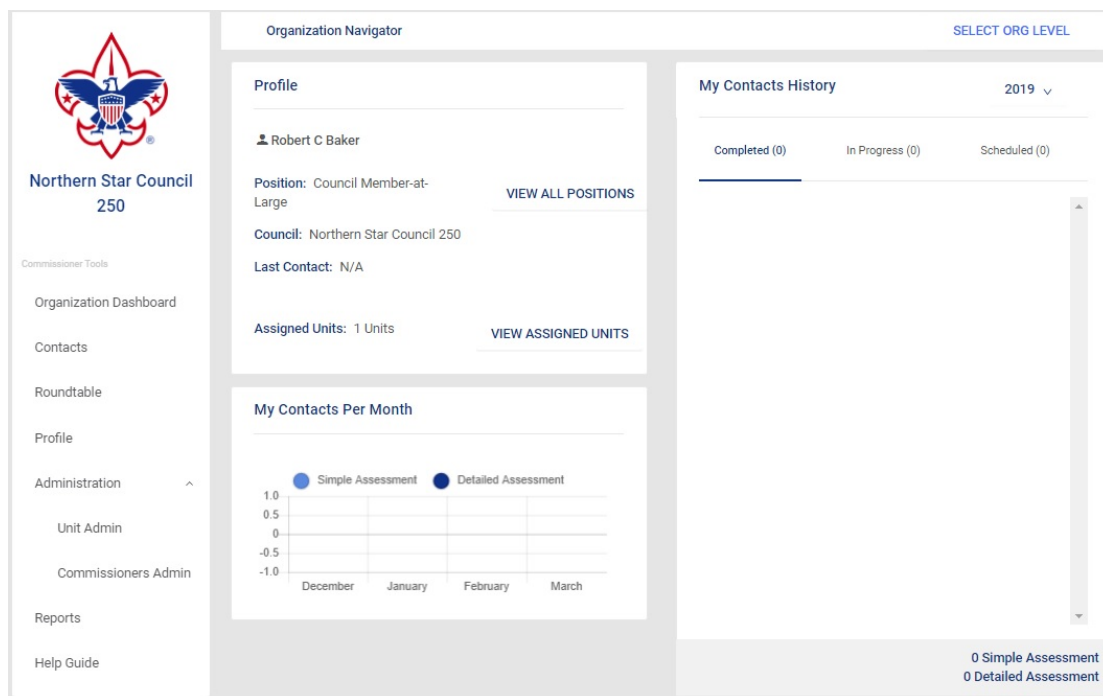 Northern Star Council
250
Commissioner Tools
Organization Dashboard
Contacts
Roundtable
Profile
Administration
Unit Admin
Commissioners Admin
Reports
Help Guide
Organization Navigator
SELECT ORG LEVEL
Profile
Robert C Baker
Position: Council Member-at-
Large
VIEW ALL POSITIONS
Council: Northern Star Council 250
Last Contact: N/A
Assigned Units: 1 Units
VIEW ASSIGNED UNITS
My Contacts Per Month
Simple Assessment
Detailed Assessment
1.0
0.5
0
-0.5
-1.0
December January February March
My Contacts History
2019
Completed (0)
In Progress (0)
Scheduled (0)
0 Simple Assessment
0 Detailed Assessment